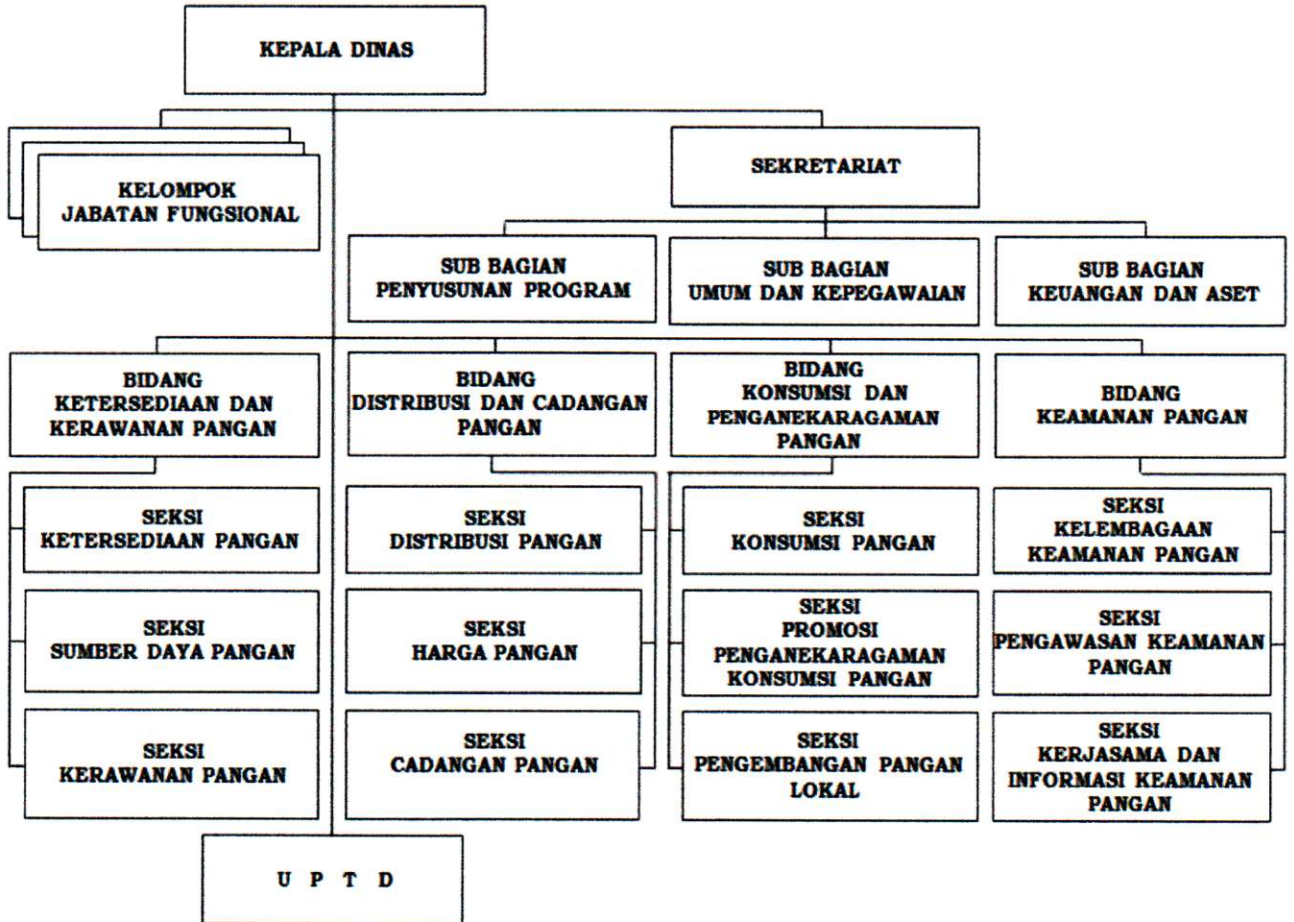 KEPALA DINAS
KELOMPOK
JABATAN FUNGSIONAL
SEKRETARIAT
SUB BAGIAN
PENYUSUNAN PROGRAM
SUB BAGIAN
UMUM DAN KEPEGAWAIAN
SUB BAGIAN
KEUANGAN DAN ASET
BIDANG
KETERSEDIAAN DAN
KERAWANAN PANGAN
BIDANG
DISTRIBUSI DAN CADANGAN
PANGAN
BIDANG
KONSUMSI DAN
PENGANEKARAGAMAN
PANGAN
BIDANG
KEAMANAN PANGAN
SEKSI
KETERSEDIAAN PANGAN
SEKSI
DISTRIBUSI PANGAN
SEKSI
KONSUMSI PANGAN
SEKSI
KELEMBAGAAN
KEAMANAN PANGAN
SEKSI
SUMBER DAYA PANGAN
SEKSI
HARGA PANGAN
SEKSI
PROMOSI
PENGANEKARAGAMAN
KONSUMSI PANGAN
SEKSI
PENGAWASAN KEAMANAN
PANGAN
SEKSI
KERAWANAN PANGAN
SEKSI
CADANGAN PANGAN
SEKSI
PENGEMBANGAN PANGAN
LOKAL
SEKSI
KERJASAMA DAN
INFORMASI KEAMANAN
PANGAN
U P T D